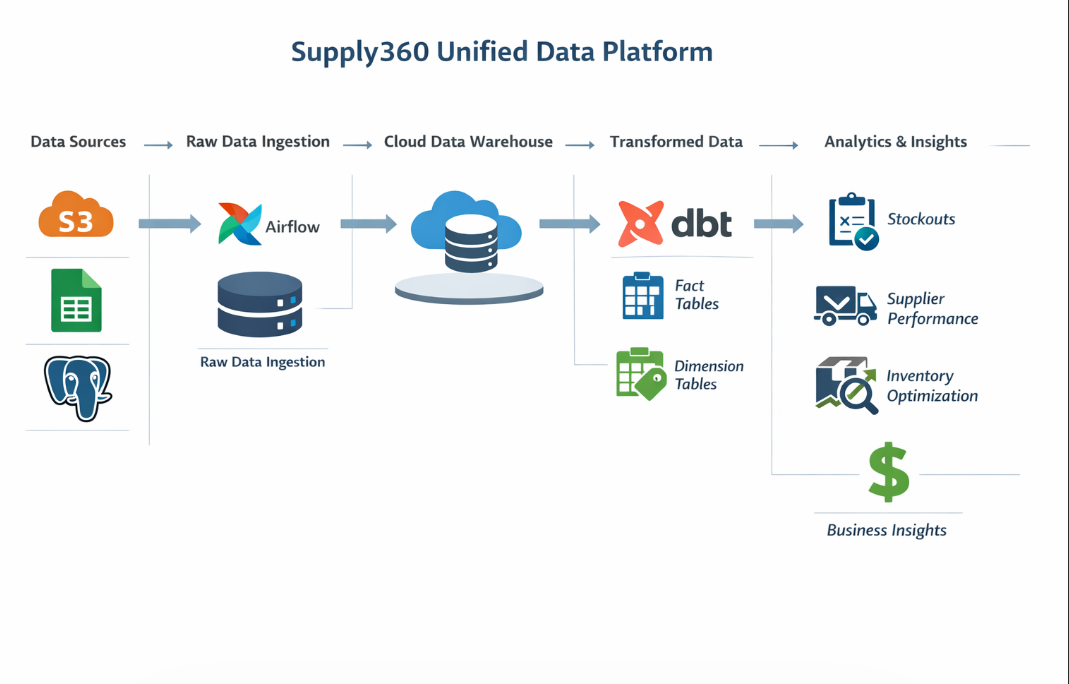 Supply360 Unified Data Platform
Data Sources
Raw Data Ingestion
Cloud Data Warehouse
Transformed Data
Analytics & Insights
S3
Airflow
dbt
Stockouts
Fact
Tables
Supplier
Performance
Raw Data Ingestion
Dimension
Tables
Inventory
Optimization
$
Business Insights